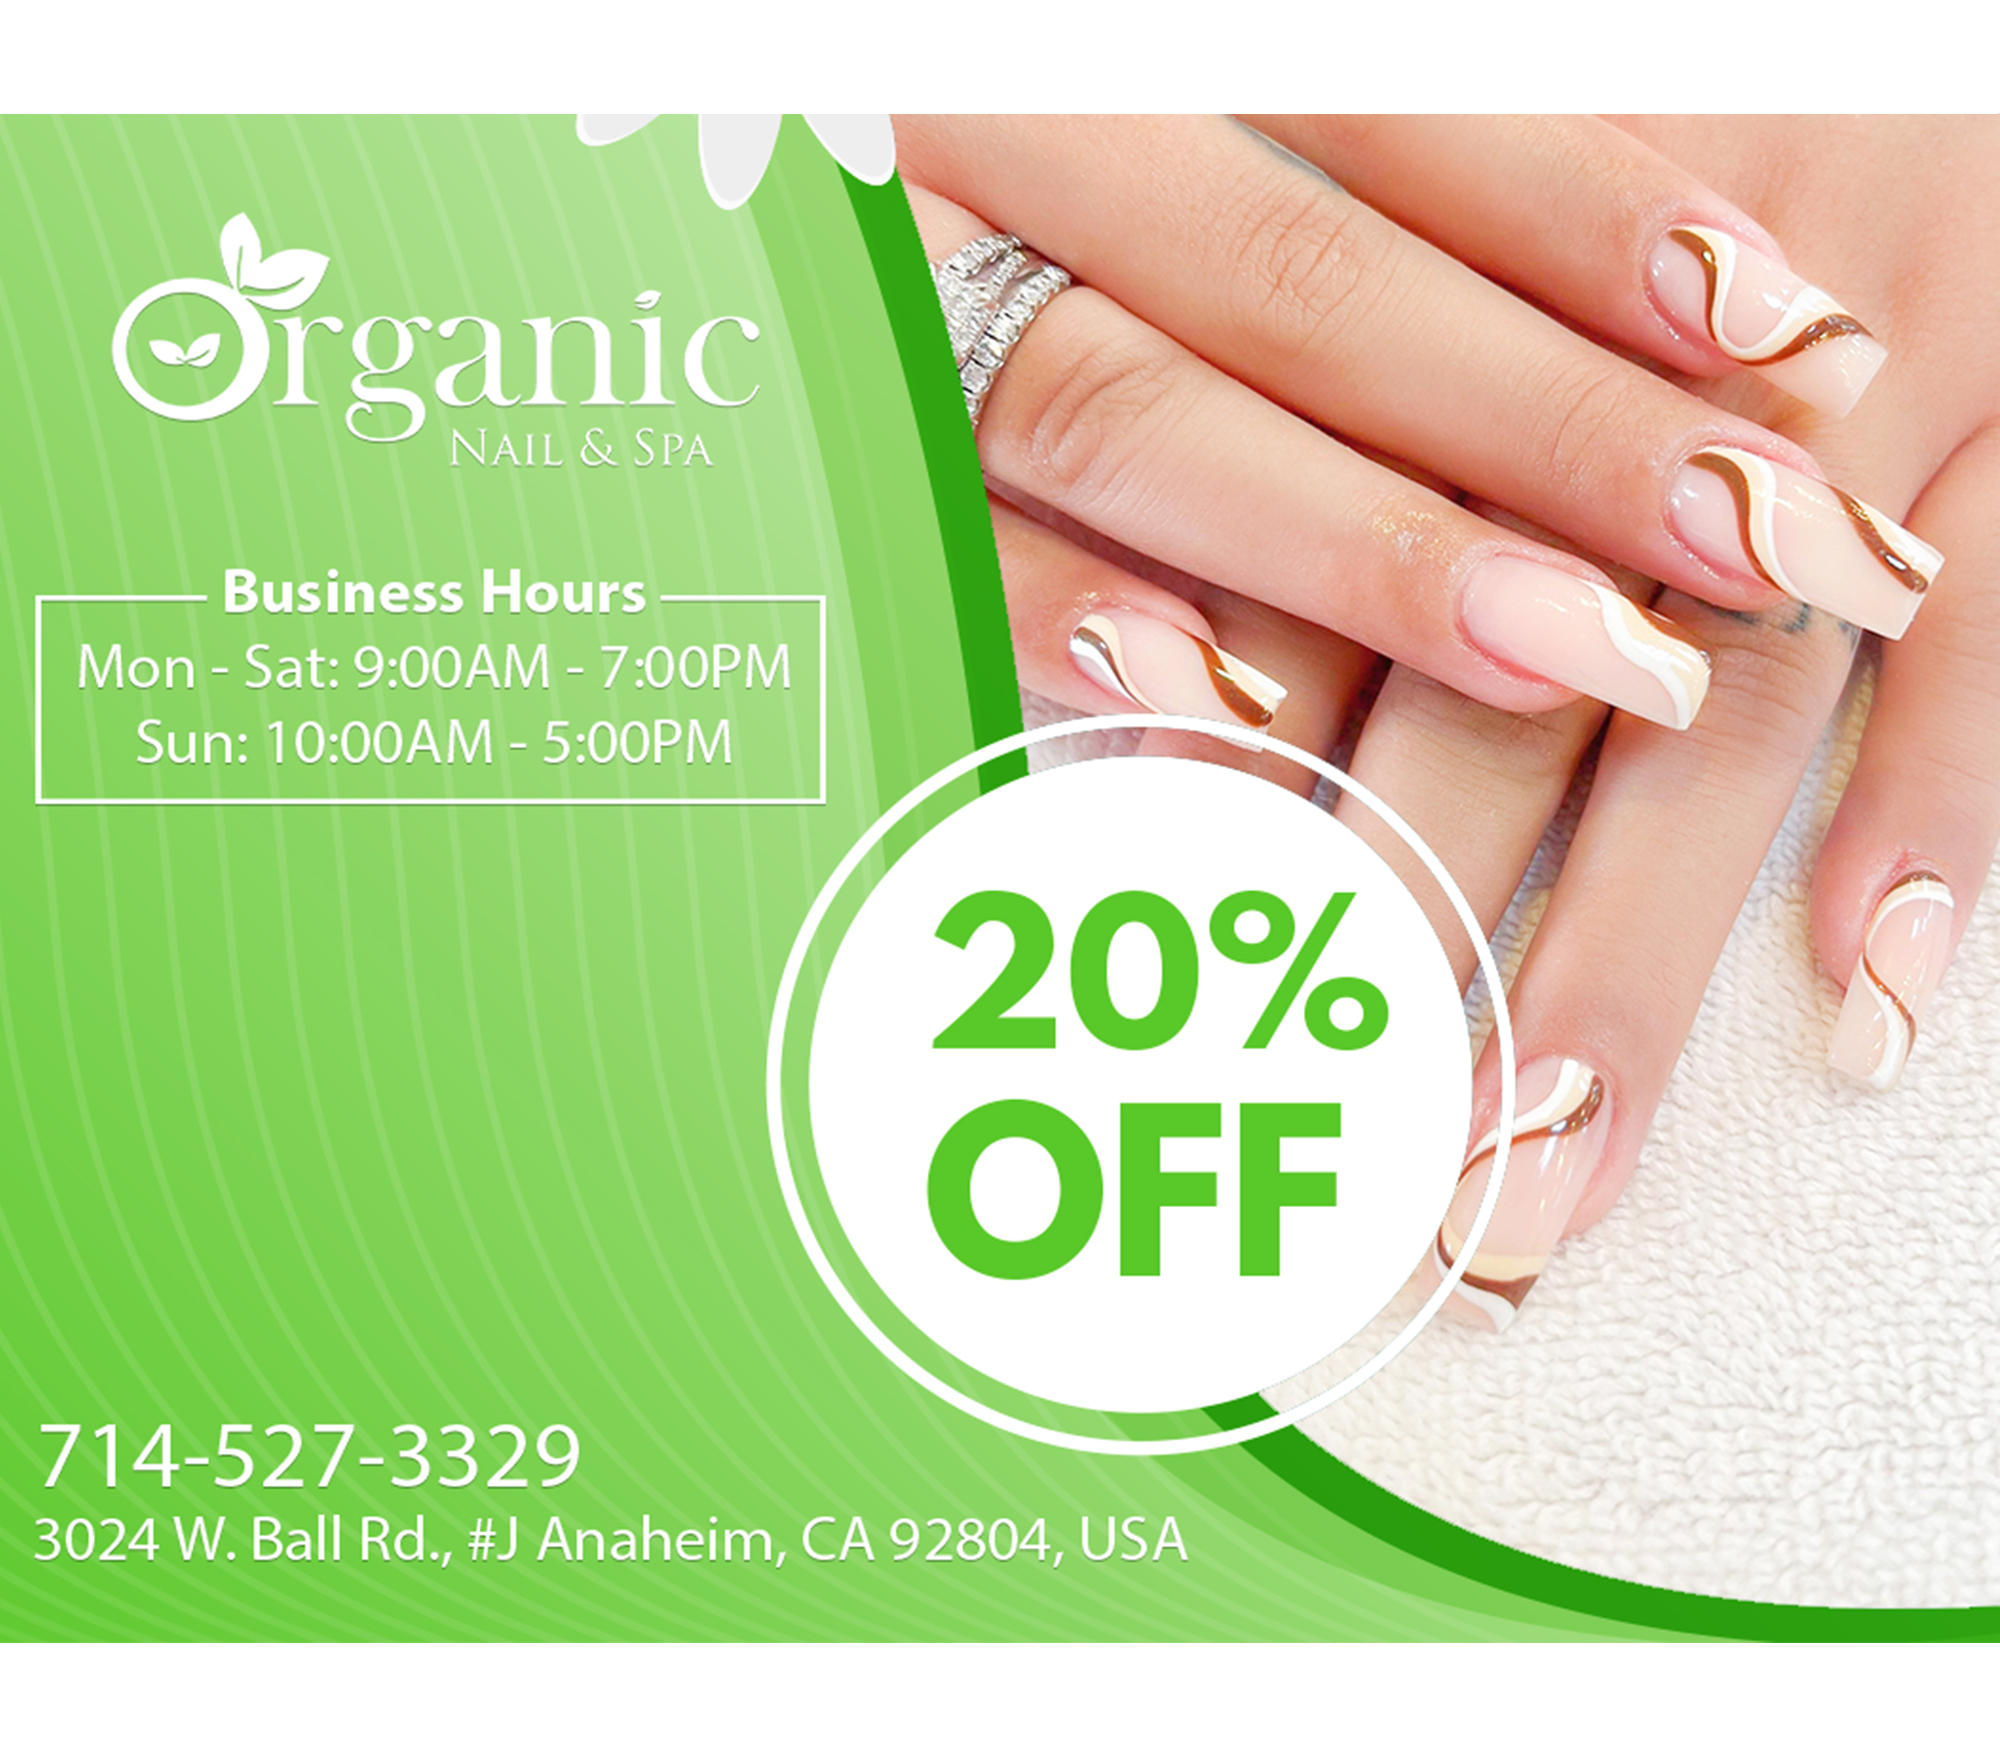 Organic
NAIL & SPA
Business Hours
Mon - Sat: 9:00AM - 7:00PM
Sun: 10:00AM - 5:00PM
20%
OFF
714-527-3329
3024 W. Ball Rd., #J Anaheim, CA 92804, USA